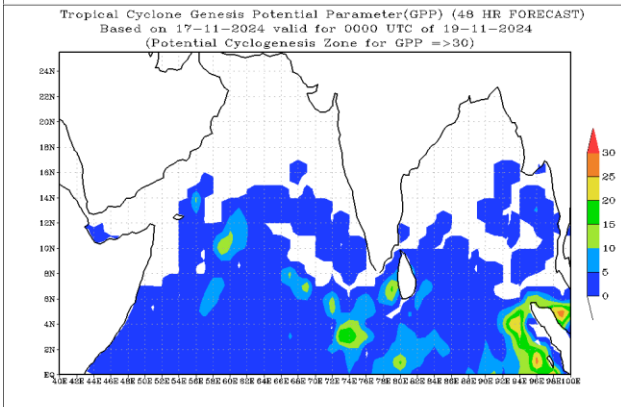 Tropical Cyclone Genesis Potential Parameter(GPP) (48 HR FORECAST)
Based on 17-11-2024 valid for 0000 UTC of 19-11-2024
(Potential Cyclogenesis Zone for GPP =>30)
24N
22N
20N
18N
16N
14N
12N
10N
8N
6N
4N
2N
EQ
30
25
20
15
10
5
0
40E 42E 44E 46E 48E 50E 52E 54E 56E 58E 60E 62E 64E 66E 68E 70E 72E 74E 76E 78E 80E 82E 84E 86E 88E 90E 92E 94E 96E 98E 100E